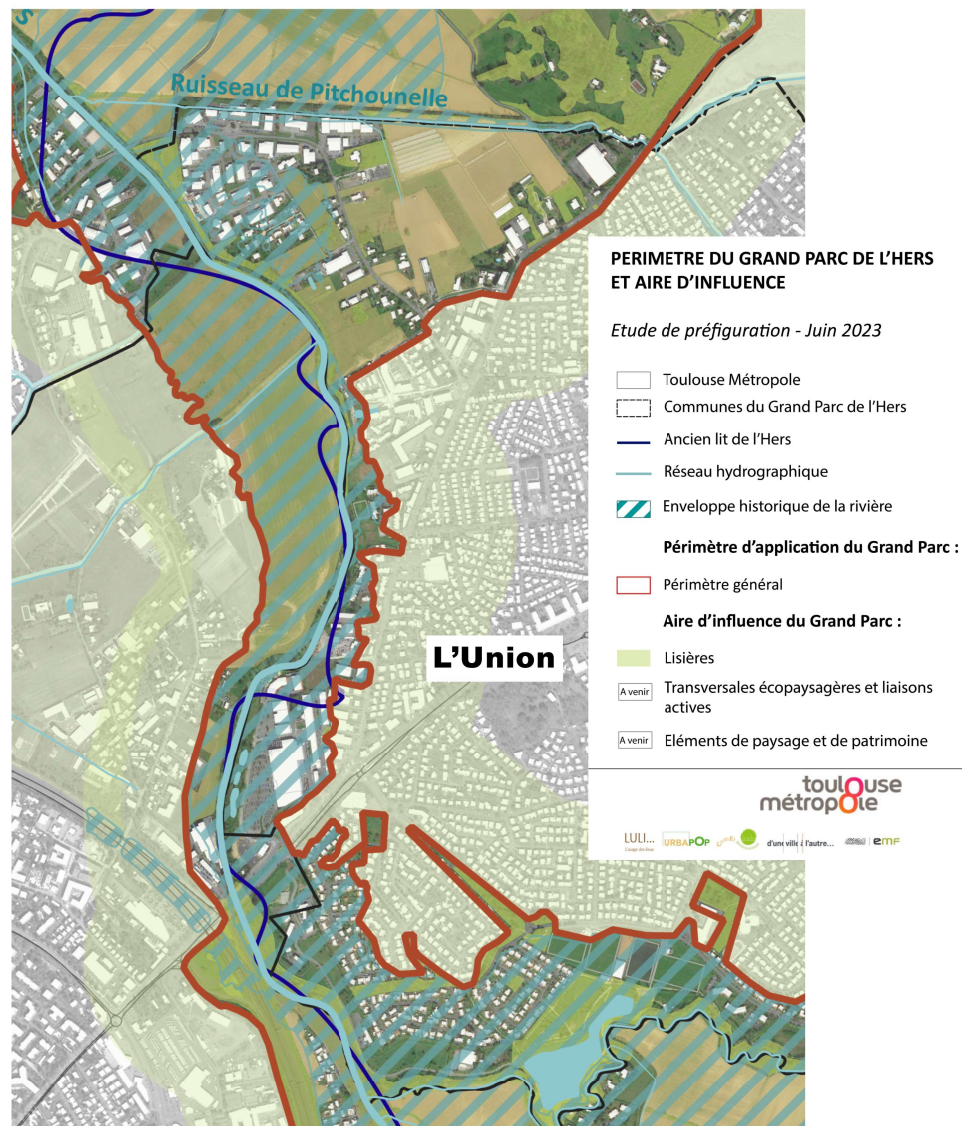 S
Ruisseau de Pitchounelle
L'Union
PERIMETRE DU GRAND PARC DE L'HERS
ET AIRE D'INFLUENCE
Etude de préfiguration - Juin 2023
Toulouse Métropole
Communes du Grand Parc de l'Hers
Ancien lit de l'Hers
Réseau hydrographique
Enveloppe historique de la rivière
Périmètre d'application du Grand Parc :
Périmètre général
Aire d'influence du Grand Parc :
Lisières
A venir Transversales écopaysagères et liaisons
actives
A venir Eléments de paysage et de patrimoine
toulouse
métropole
LULI... URBAPOP d'une ville à l'autre... emf